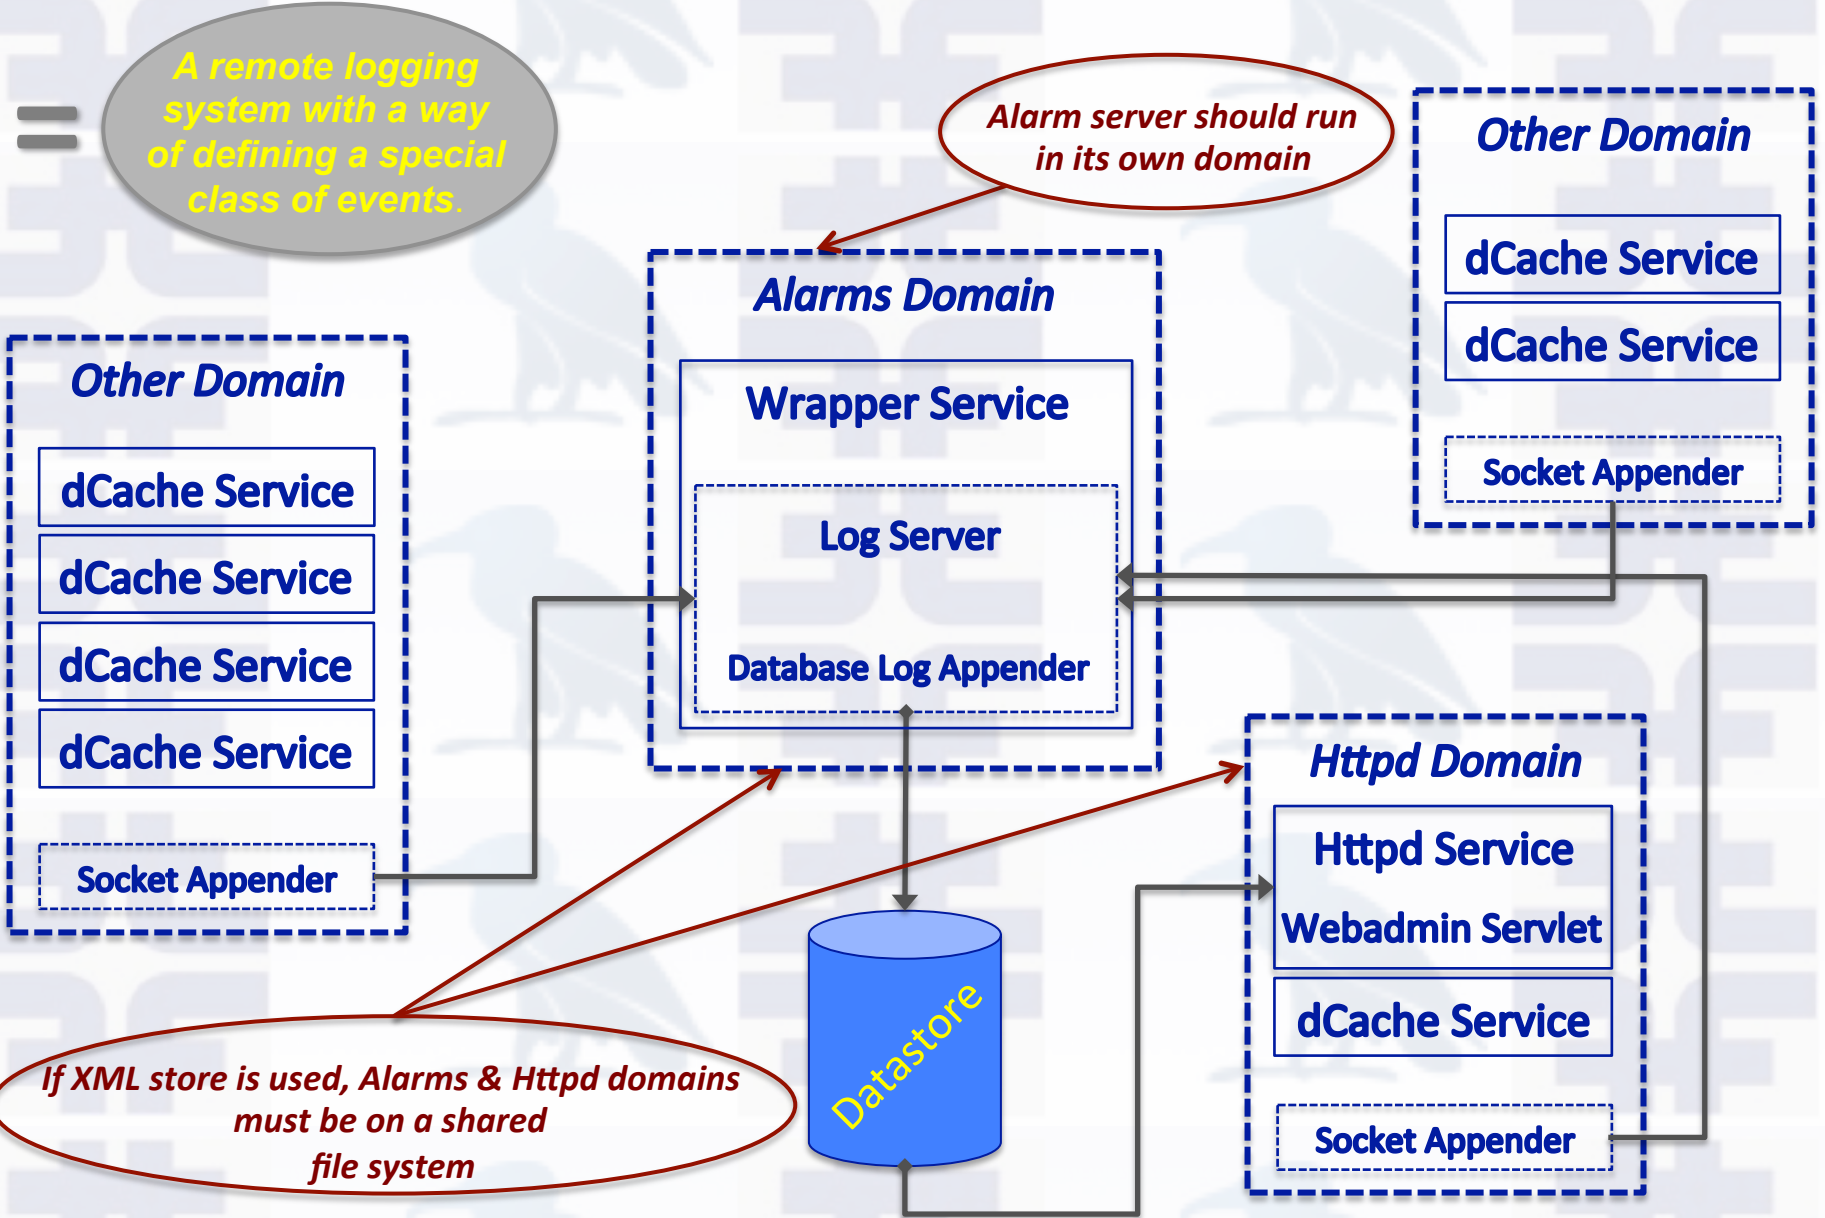 =
A remote logging
system with a way
of defining a special
class of events.
Alarm server should run
in its own domain
Other Domain
dCache Service
dCache Service
Socket Appender
Alarms Domain
Wrapper Service
Log Server
Database Log Appender
Other Domain
dCache Service
dCache Service
dCache Service
dCache Service
Socket Appender
Httpd Domain
Httpd Service
Webadmin Servlet
dCache Service
Socket Appender
Datastore
If XML store is used, Alarms & Httpd domains
must be on a shared
file system